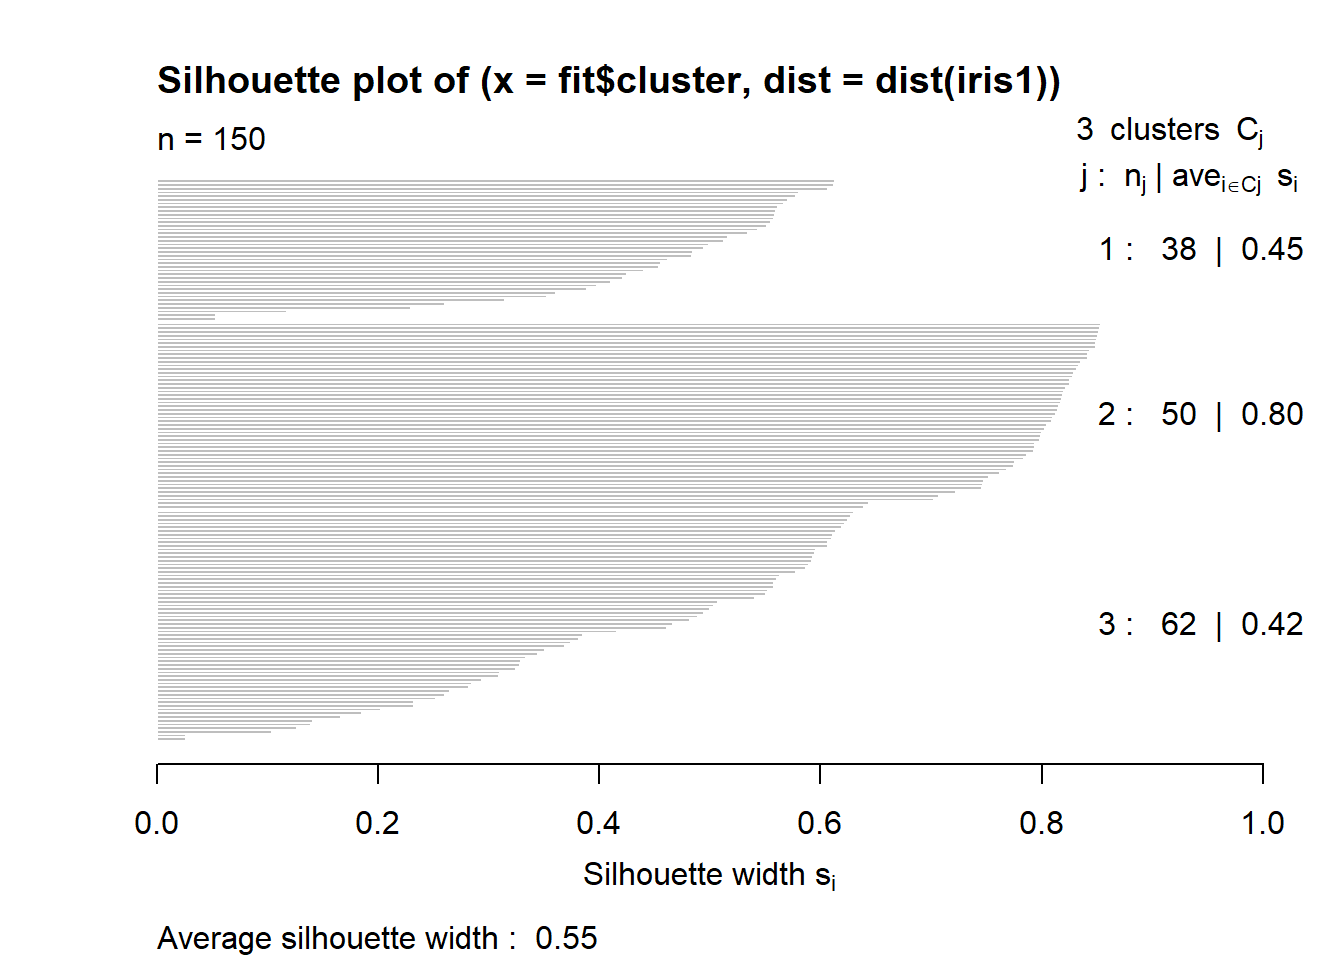 Silhouette plot of (x = fit$cluster, dist = dist(iris1))
n = 150
3 clusters Cj
j : nj | avei∈Cj si
1 : 38 | 0.45
2 : 50 | 0.80
3 : 62 | 0.42
0.0 0.2 0.4 0.6 0.8 1.0
Silhouette width si
Average silhouette width : 0.55